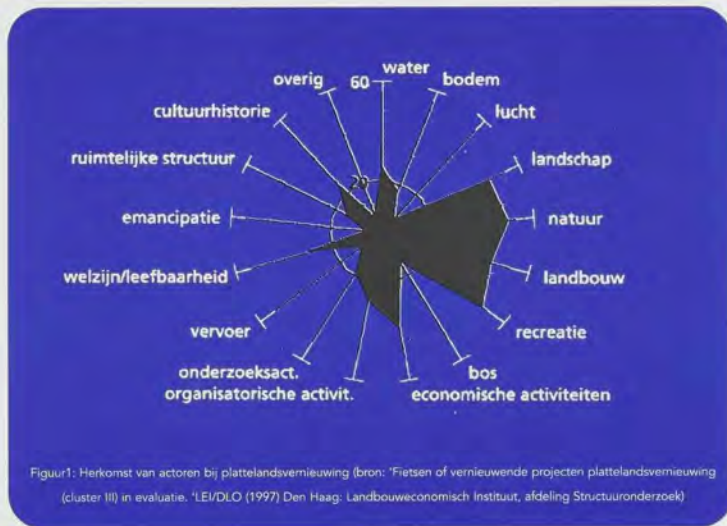 overig
60
water
bodem
cultuurhistorie
lucht
ruimtelijke structuur
20
landschap
emancipatie
natuur
welzijn/leefbaarheid
landbouw
vervoer
recreatie
onderzoeksact.
bos
organisatorische activit.
economische activiteiten
Figuur1: Herkomst van actoren bij plattelandsvernieuwing (bron: 'Fietsen of vernieuwende projecten plattelandsvernieuwing
(cluster III) in evaluatie. 'LEI/DLO (1997) Den Haag: Landbouweconomisch Instituut, afdeling Structuuronderzoek)